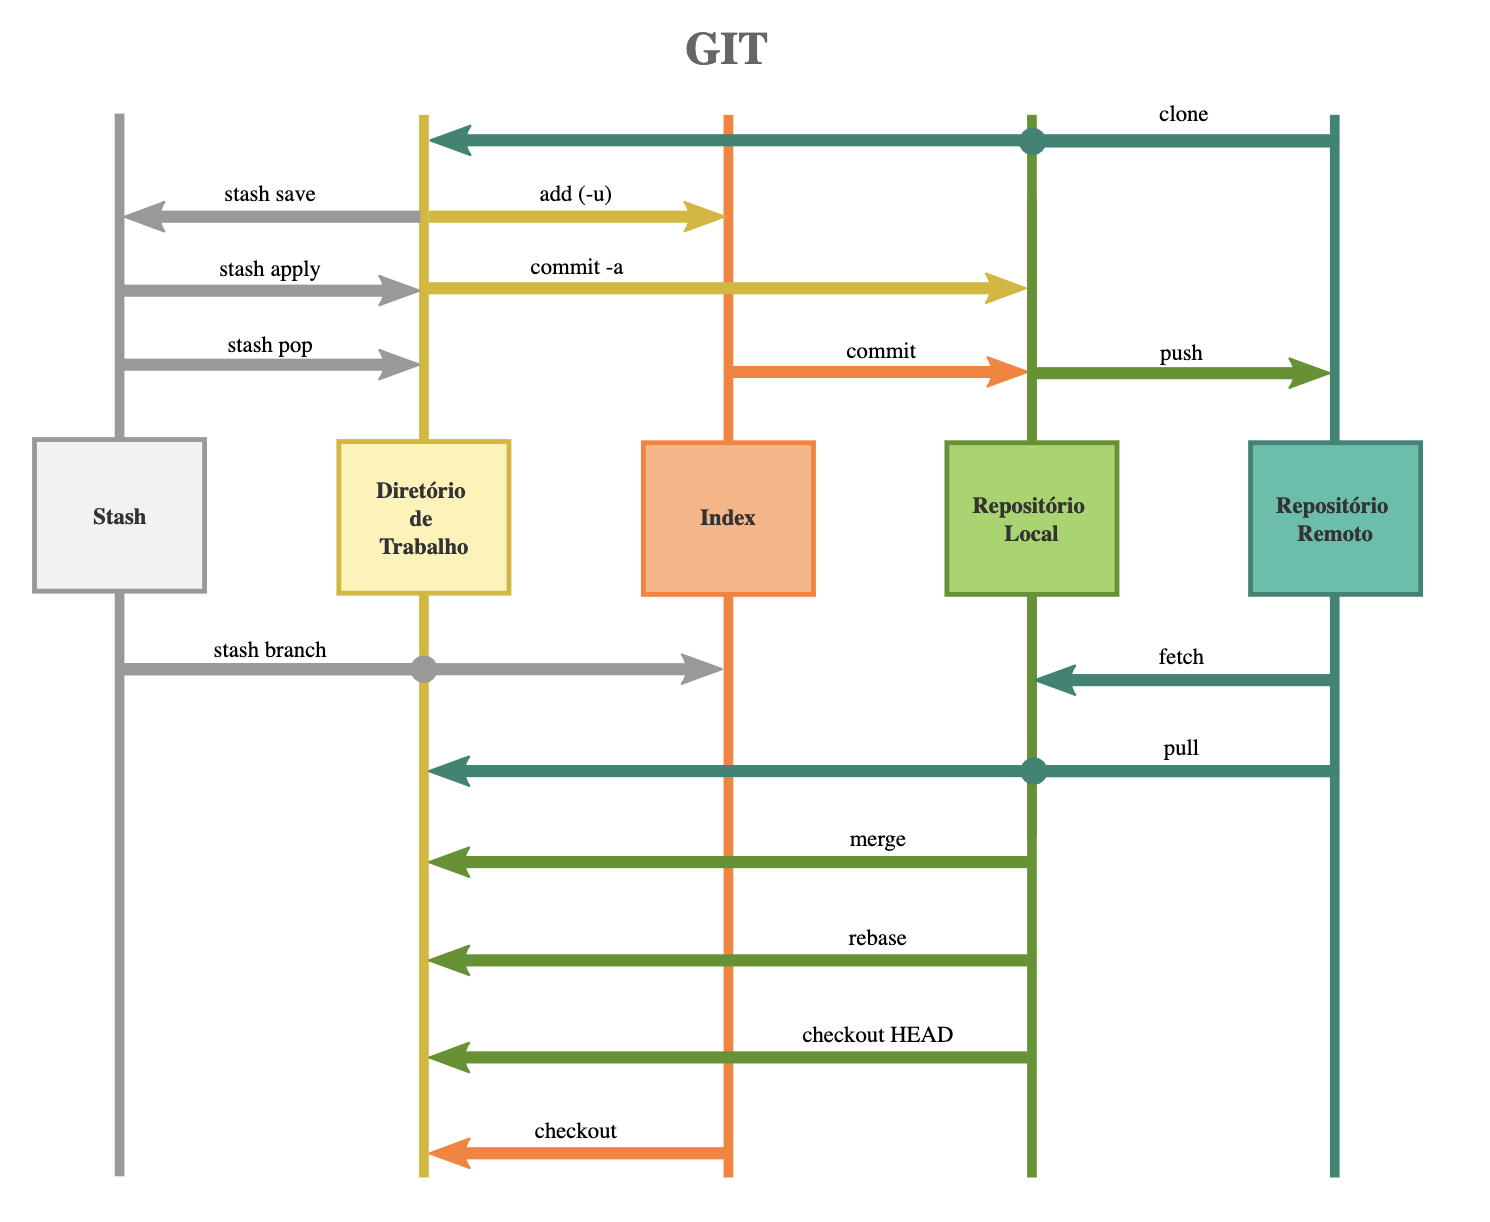 GIT
clone
stash save
add (-u)
stash apply
commit -a
stash pop
commit
push
Stash
Diretório
de
Trabalho
Index
Repositório
Local
Repositório
Remoto
stash branch
fetch
pull
merge
rebase
checkout HEAD
checkout